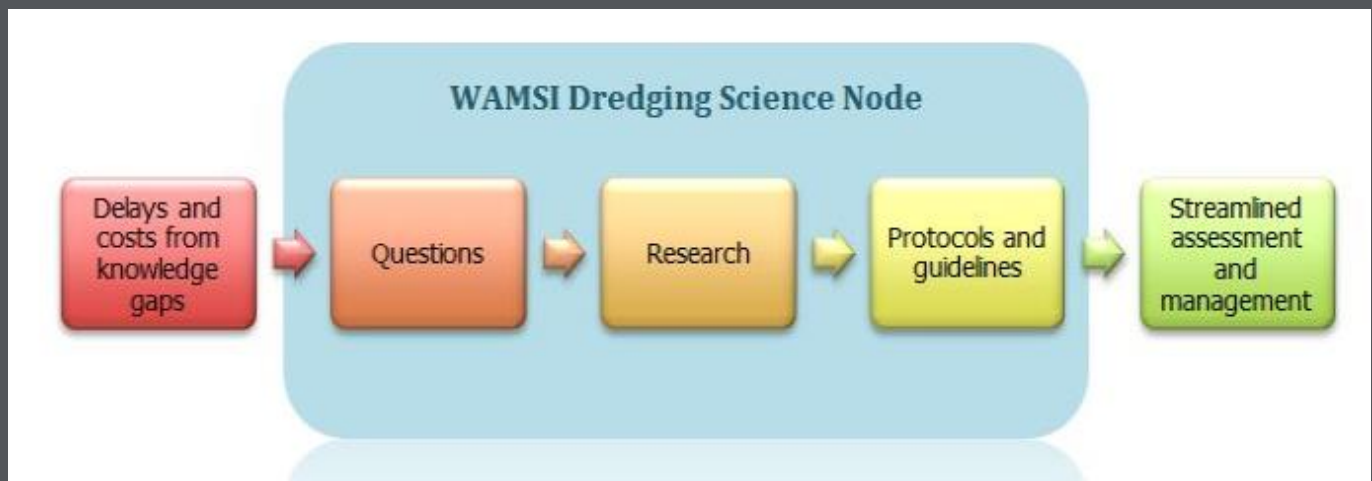 WAMSI Dredging Science Node
Delays and
costs from
knowledge
gaps
Questions
Research
Protocols and
guidelines
Streamlined
assessment
and
management